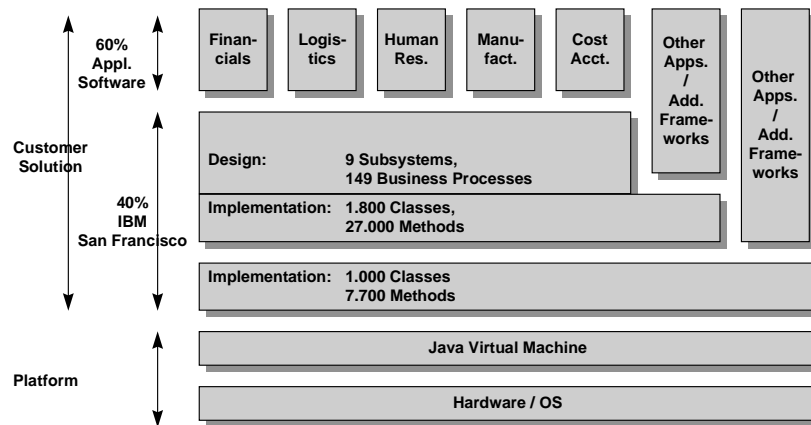 60%
Appl.
Software
Finan-
cials
Logis-
tics
Human
Res.
Manu-
fact.
Cost
Acct.
Other
Apps.
/
Add.
Frame-
works
Other
Apps.
/
Add.
Frame-
works
Customer
Solution
40%
IBM
San Francisco
Design: 9 Subsystems,
149 Business Processes
Implementation: 1.800 Classes,
27.000 Methods
Implementation: 1.000 Classes
7.700 Methods
Platform
Java Virtual Machine
Hardware / OS